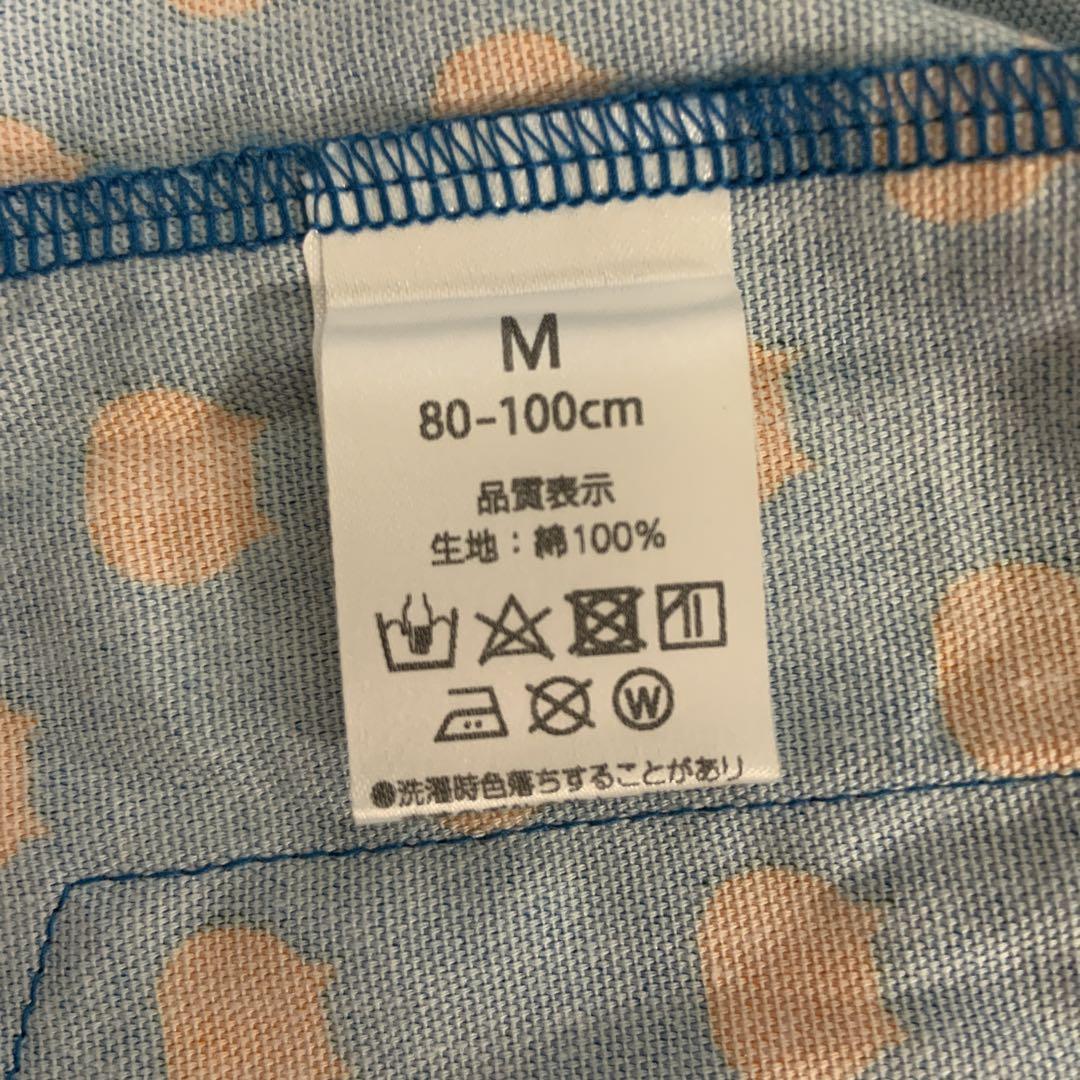 M
80-100cm
品質表示
生地：綿100%
W
●洗濯時色落ちすることがあり